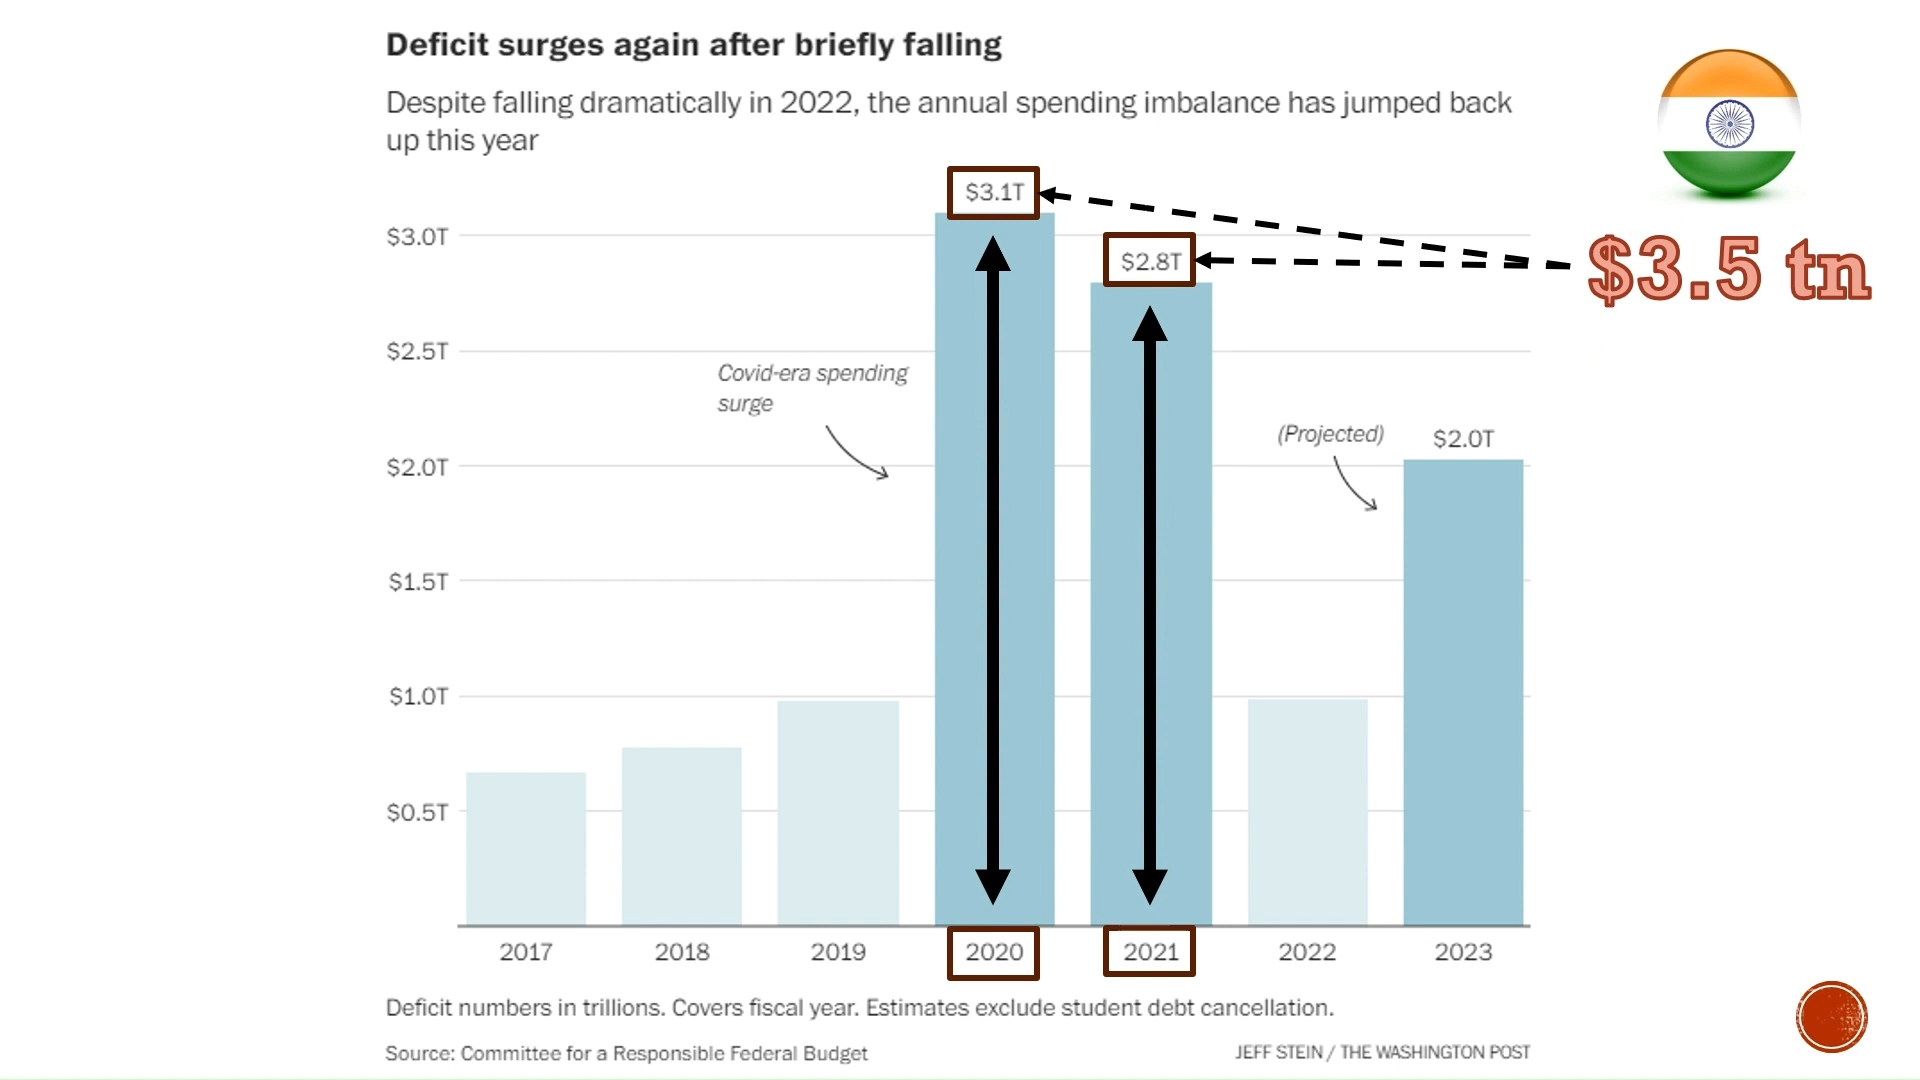 Deficit surges again after briefly falling
Despite falling dramatically in 2022, the annual spending imbalance has jumped back
up this year
$3.1T
$3.0T
$2.8T
$3.5 tn
$2.5T
Covid-era spending
surge
(Projected)
$2.0T
$2.0T
$1.5T
$1.0T
$0.5T
2017 2018 2019 2020 2021 2022 2023
Deficit numbers in trillions. Covers fiscal year. Estimates exclude student debt cancellation.
Source: Committee for a Responsible Federal Budget
JEFF STEIN / THE WASHINGTON POST